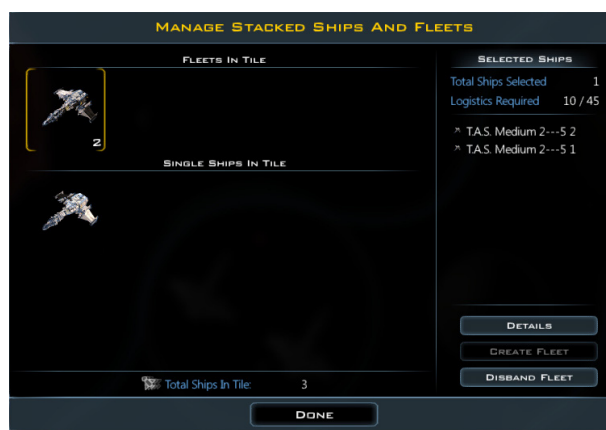 Manage Stacked Ships And Fleets
Fleets In Tile
2
Single Ships In Tile
Total Ships In Tile: 3
Selected Ships
Total Ships Selected 1
Logistics Required 10 / 45
T.A.S. Medium 2---5 2
T.A.S. Medium 2---5 1
Details
Create Fleet
Disband Fleet
Done